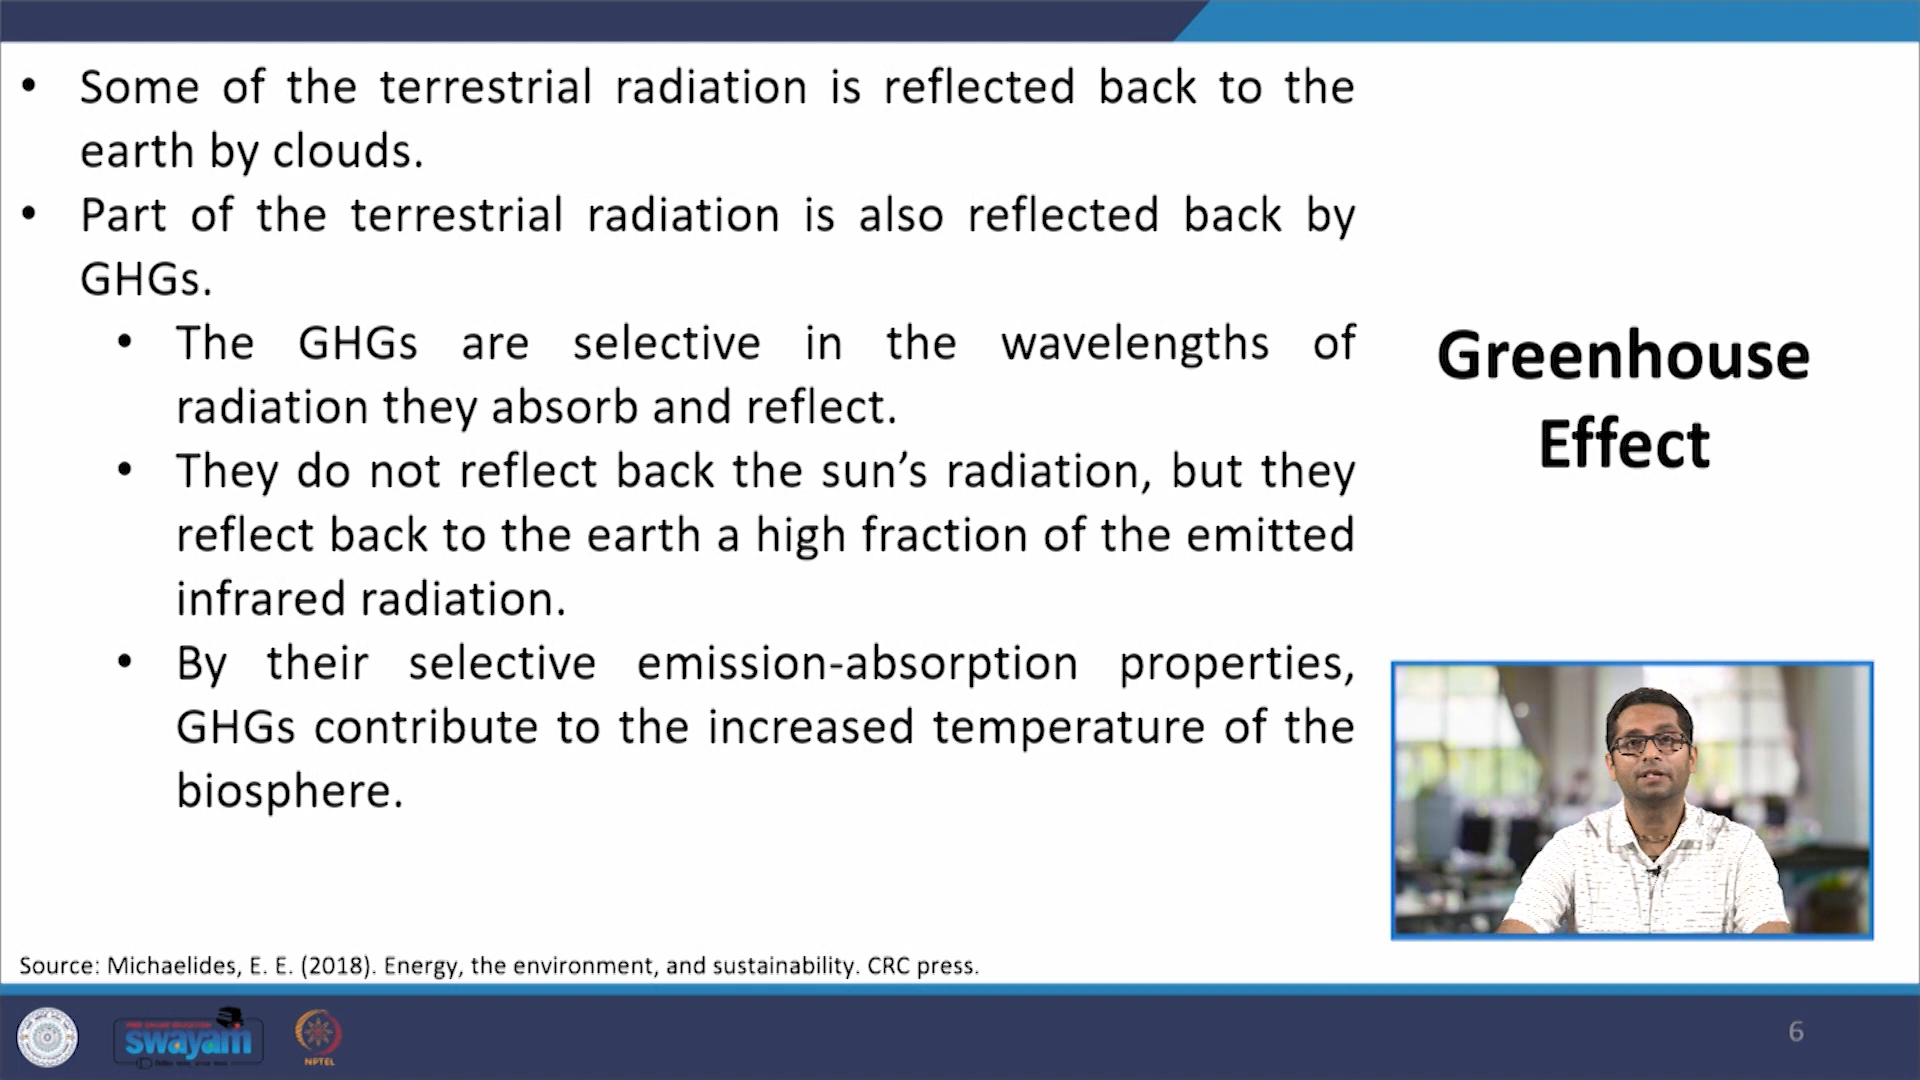 • Some of the terrestrial radiation is reflected back to the
earth by clouds.
• Part of the terrestrial radiation is also reflected back by
GHGs.
• The GHGs are selective in the wavelengths of
radiation they absorb and reflect.
• They do not reflect back the sun’s radiation, but they
reflect back to the earth a high fraction of the emitted
infrared radiation.
• By their selective emission-absorption properties,
GHGs contribute to the increased temperature of the
biosphere.
Greenhouse
Effect
Source: Michaelides, E. E. (2018). Energy, the environment, and sustainability. CRC press.
swayam
NPTEL
6